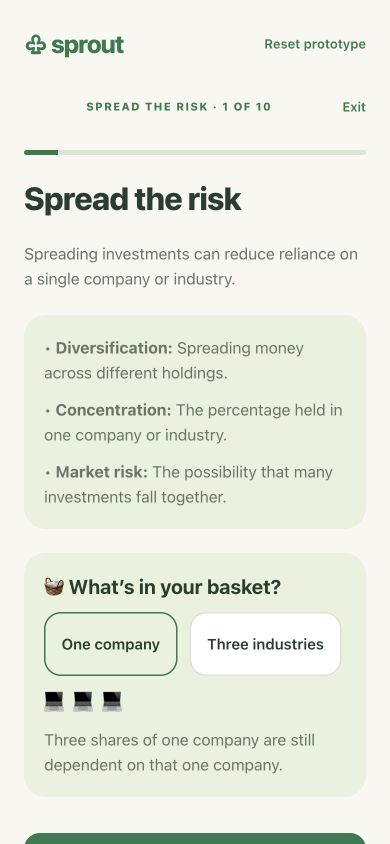 sprout
Reset prototype
SPREAD THE RISK · 1 OF 10
Exit
Spread the risk
Spreading investments can reduce reliance on
a single company or industry.
• Diversification: Spreading money
across different holdings.
• Concentration: The percentage held in
one company or industry.
• Market risk: The possibility that many
investments fall together.
What’s in your basket?
One company
Three industries
Three shares of one company are still
dependent on that one company.